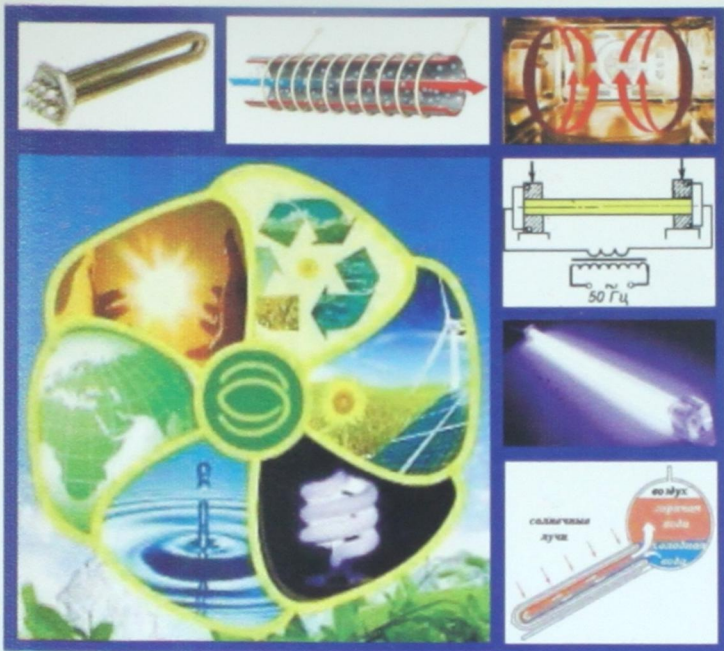 50 Гц
~
воздух
горячая
вода
солнечные
лучи
холодная
вода